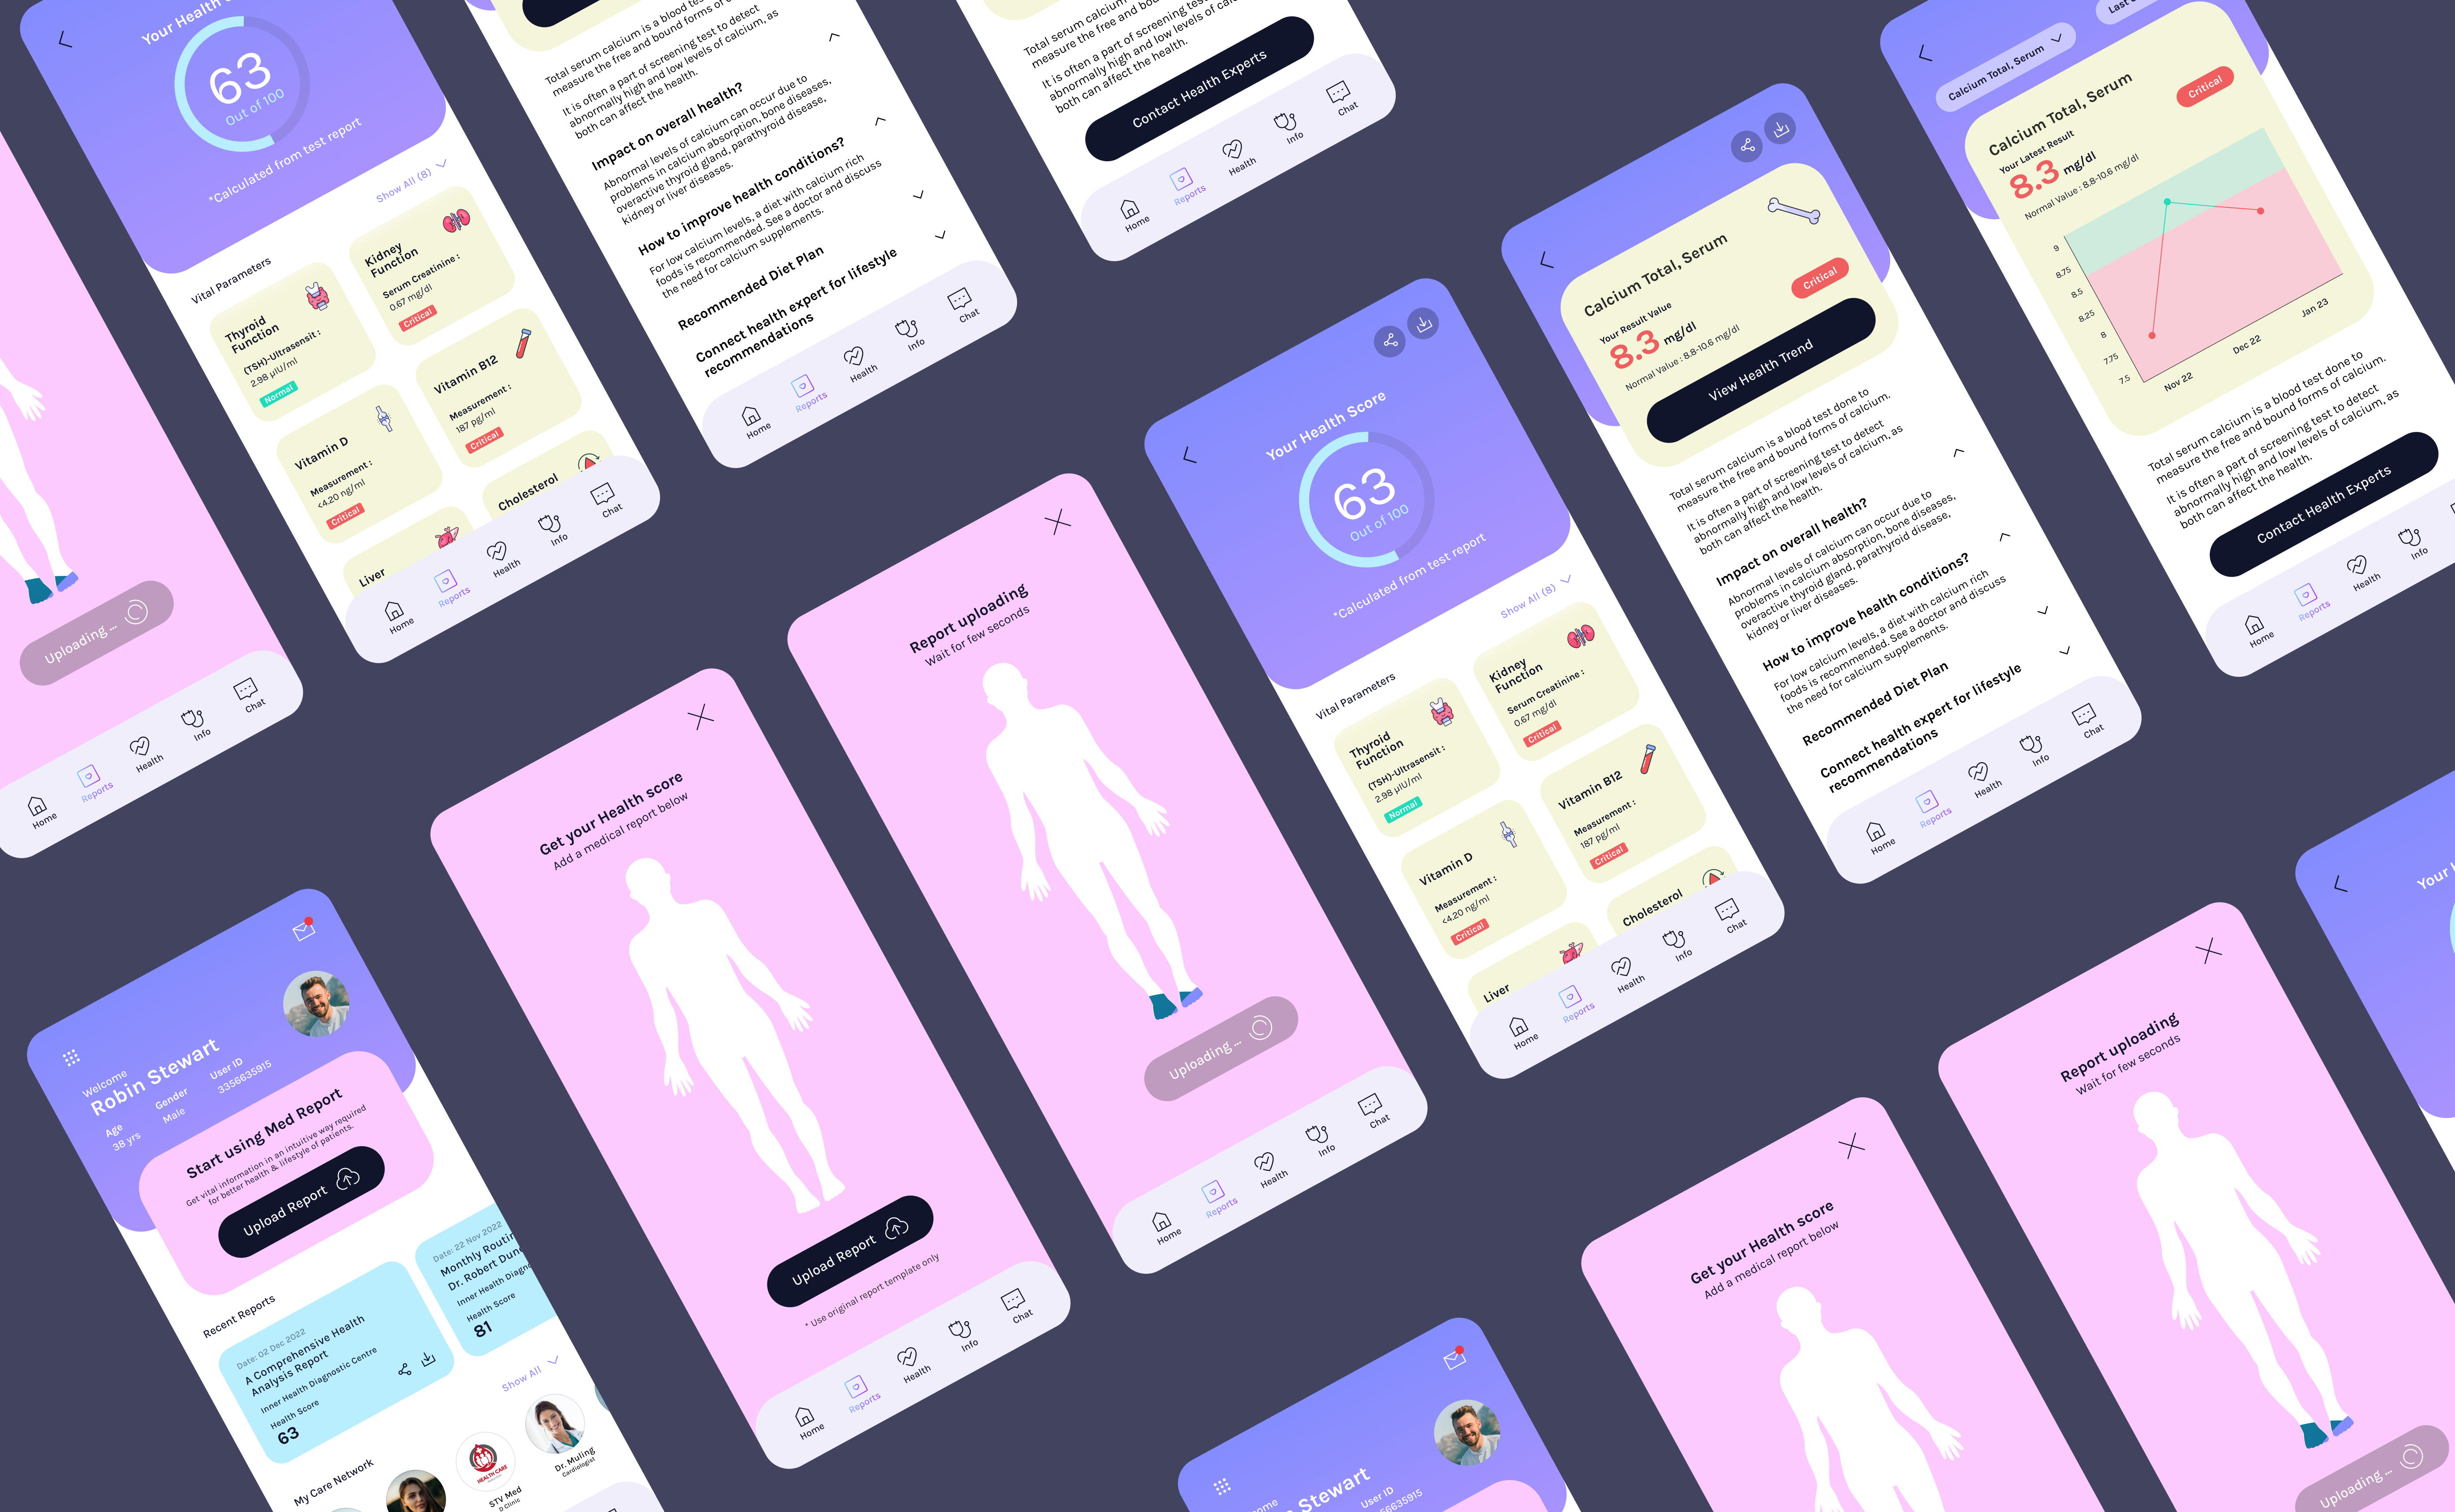 Your Health
63
Out of 100
*Calculated from test report
Vital Parameters
Show All (8)
Thyroid
Function
(TSH)-Ultrasensit :
2.98 µIU/ml
Normal
Kidney
Function
Serum Creatinine :
0.67 mg/dl
Critical
Vitamin D
Measurement :
<4.20 ng/ml
Critical
Vitamin B12
Measurement :
187 pg/ml
Critical
Liver
Cholesterol
Home
Reports
Health
Info
Chat
Uploading ...
Home
Reports
Health
Info
Chat
Total serum calcium is a blood test
measure the free and bound forms of
It is often a part of screening test to detect
abnormally high and low levels of calcium, as
both can affect the health.
Impact on overall health?
Abnormal levels of calcium can occur due to
problems in calcium absorption, bone diseases,
overactive thyroid gland, parathyroid disease,
kidney or liver diseases.
How to improve health conditions?
For low calcium levels, a diet with calcium rich
foods is recommended. See a doctor and discuss
the need for calcium supplements.
Recommended Diet Plan
Connect health expert for lifestyle
recommendations
Home
Reports
Health
Info
Chat
Total serum calcium is a
measure the free and bound forms
It is often a part of screening test
abnormally high and low levels of
both can affect the health.
Contact Health Experts
Home
Reports
Health
Info
Chat
Calcium Total, Serum
Last
Calcium Total, Serum
Critical
Your Latest Result
8.3 mg/dl
Normal Value : 8.8-10.6 mg/dl
9
8.75
8.5
8.25
8
7.75
7.5
Nov 22
Dec 22
Jan 23
Total serum calcium is a blood test done to
measure the free and bound forms of calcium.
It is often a part of screening test to detect
abnormally high and low levels of calcium, as
both can affect the health.
Contact Health Experts
Home
Reports
Health
Info
Calcium Total, Serum
Critical
Your Result Value
8.3 mg/dl
Normal Value : 8.8-10.6 mg/dl
View Health Trend
Total serum calcium is a blood test done to
measure the free and bound forms of calcium.
It is often a part of screening test to detect
abnormally high and low levels of calcium, as
both can affect the health.
Impact on overall health?
Abnormal levels of calcium can occur due to
problems in calcium absorption, bone diseases,
overactive thyroid gland, parathyroid disease,
kidney or liver diseases.
How to improve health conditions?
For low calcium levels, a diet with calcium rich
foods is recommended. See a doctor and discuss
the need for calcium supplements.
Recommended Diet Plan
Connect health expert for lifestyle
recommendations
Home
Reports
Health
Info
Chat
Your Health Score
63
Out of 100
*Calculated from test report
Vital Parameters
Show All (8)
Thyroid
Function
(TSH)-Ultrasensit :
2.98 µIU/ml
Normal
Kidney
Function
Serum Creatinine :
0.67 mg/dl
Critical
Vitamin D
Measurement :
<4.20 ng/ml
Critical
Vitamin B12
Measurement :
187 pg/ml
Critical
Liver
Cholesterol
Home
Reports
Health
Info
Chat
Report uploading
Wait for few seconds
Uploading ...
Home
Reports
Health
Info
Chat
Get your Health score
Add a medical report below
Upload Report
* Use original report template only
Home
Reports
Health
Info
Chat
Welcome
Robin Stewart
Age
38 yrs
Gender
Male
User ID
3356635915
Start using Med Report
Get vital information in an intuitive way required
for better health & lifestyle of patients.
Upload Report
Recent Reports
Date: 02 Dec 2022
A Comprehensive Health
Analysis Report
Inner Health Diagnostic Centre
Health Score
63
Date: 22 Nov 2022
Monthly
Dr. Robert
Inner Health
Health Score
81
Show All
My Care Network
HEALTH CARE
STV Med
Clinic
Dr. Muling
Cardiologist
Stewart
User ID
Get your Health score
Add a medical report below
Report uploading
Wait for few seconds
Uploading ...
Your